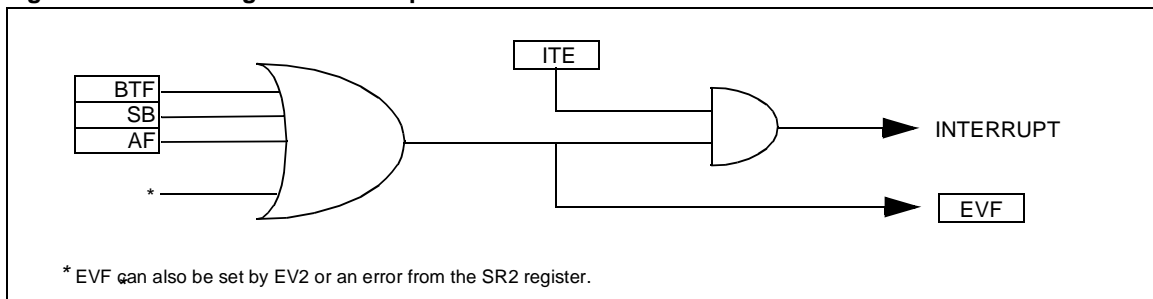 ITE
BTF
SB
AF
*
INTERRUPT
EVF
* EVF can also be set by EV2 or an error from the SR2 register.
*